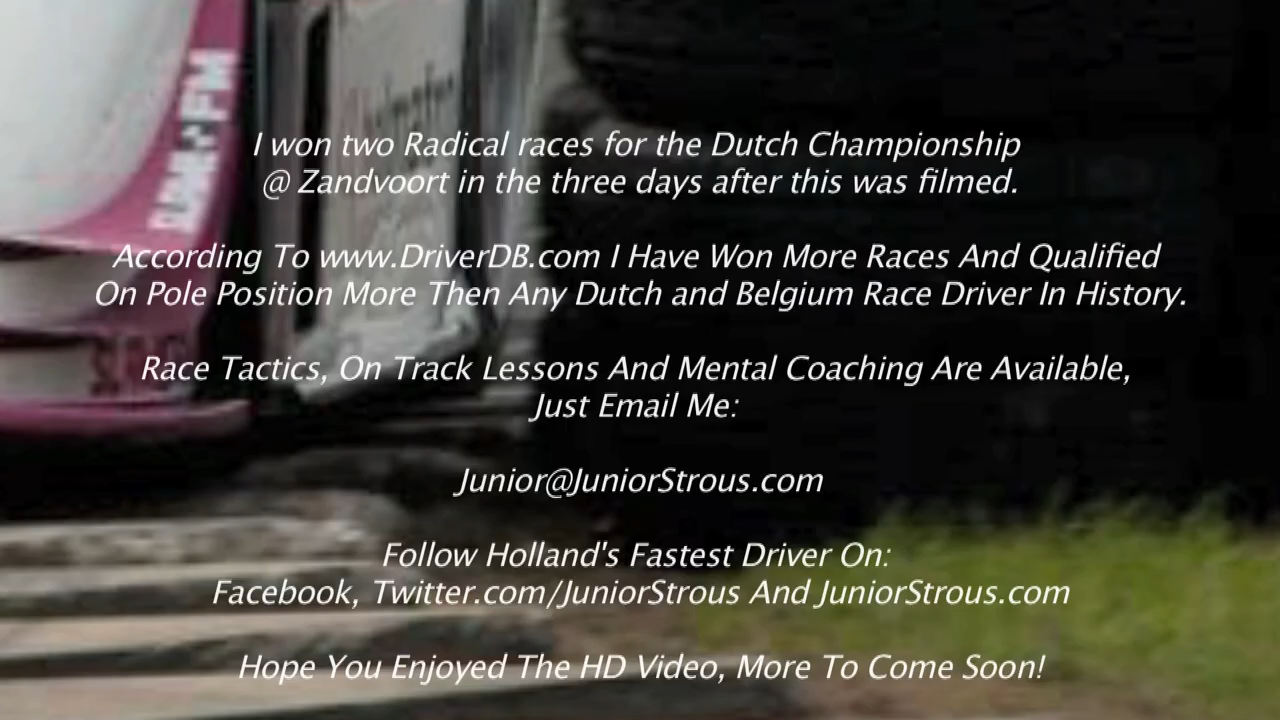 I won two Radical races for the Dutch Championship
@ Zandvoort in the three days after this was filmed.
According To www.DriverDB.com I Have Won More Races And Qualified
On Pole Position More Then Any Dutch and Belgium Race Driver In History.
Race Tactics, On Track Lessons And Mental Coaching Are Available,
Just Email Me:
Junior@JuniorStrous.com
Follow Holland's Fastest Driver On:
Facebook, Twitter.com/JuniorStrous And JuniorStrous.com
Hope You Enjoyed The HD Video, More To Come Soon!